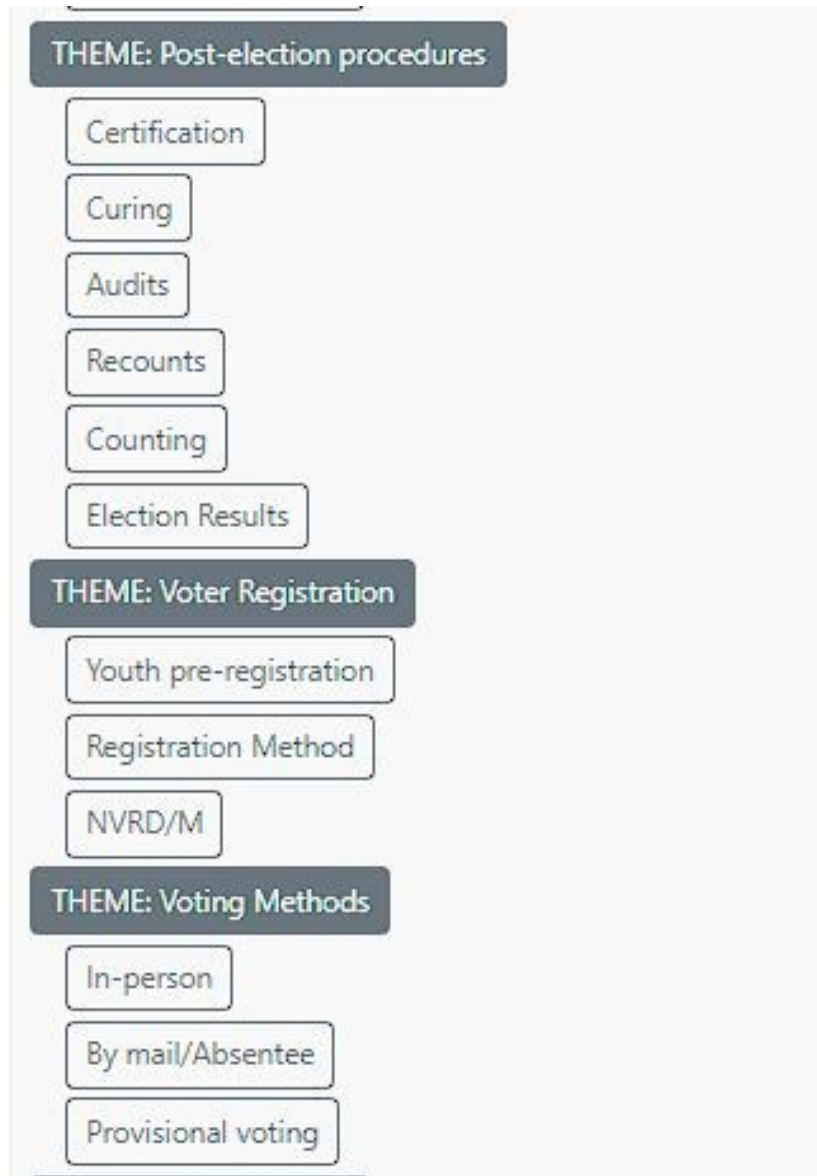 THEME: Post-election procedures
Certification
Curing
Audits
Recounts
Counting
Election Results
THEME: Voter Registration
Youth pre-registration
Registration Method
NVRD/M
THEME: Voting Methods
In-person
By mail/Absentee
Provisional voting